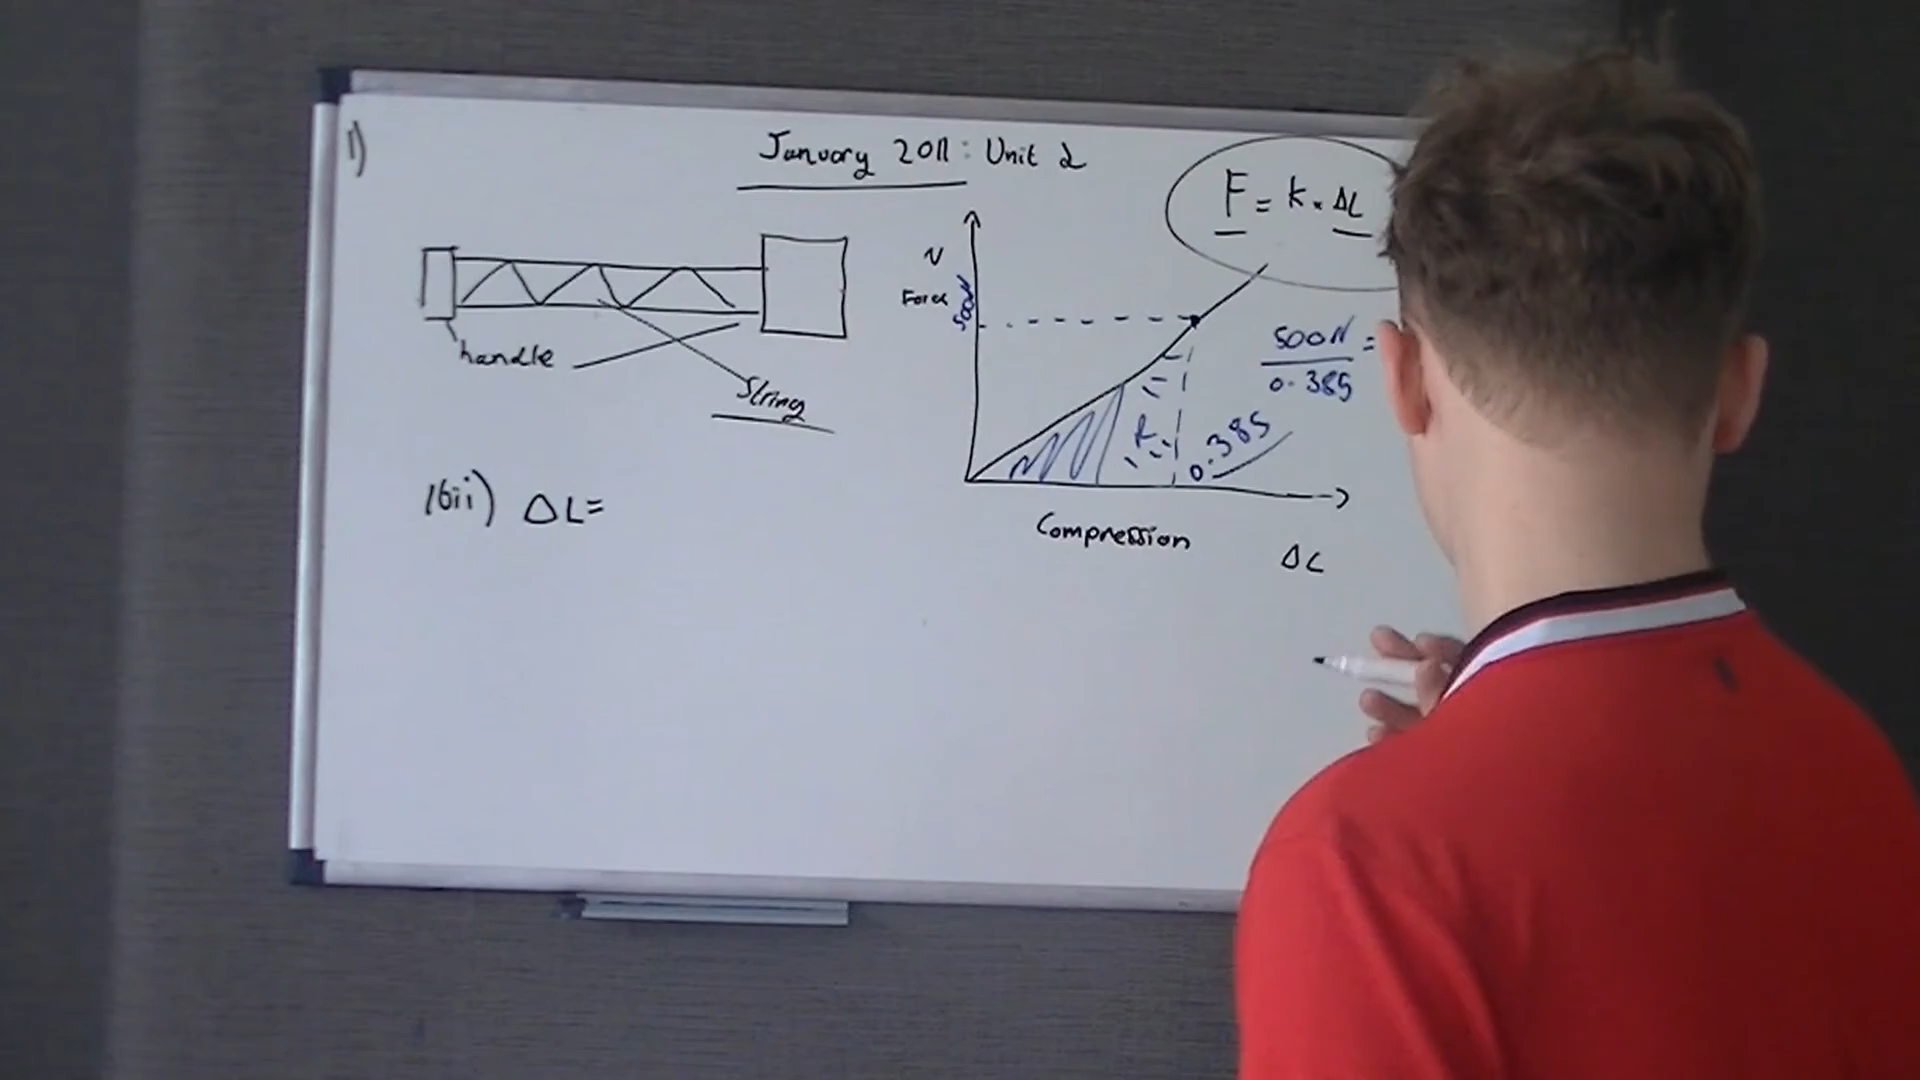 1)
January 2011: Unit 2
F = k × ΔL
N
Force
500N
handle
String
500N =
0.385
k
0.385
1bii) ΔL=
Compression
ΔL